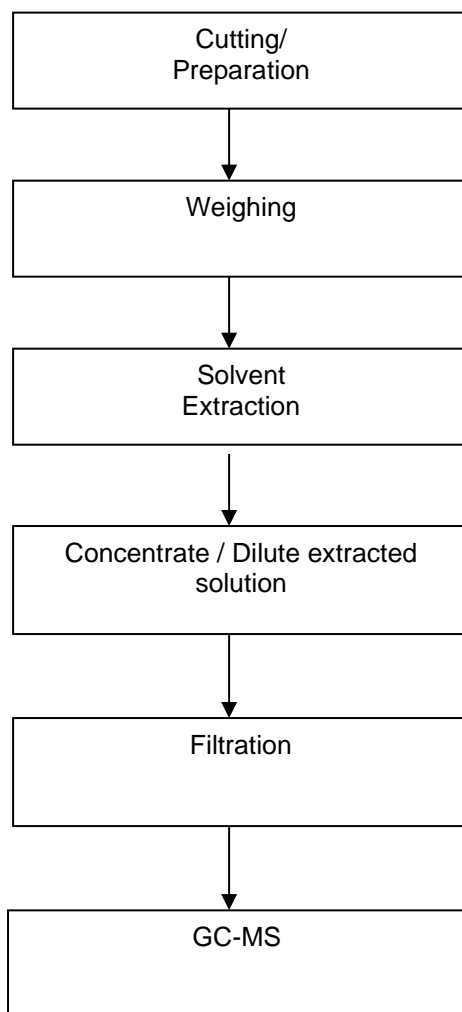 Cutting/
Preparation
Weighing
Solvent
Extraction
Concentrate / Dilute extracted
solution
Filtration
GC-MS